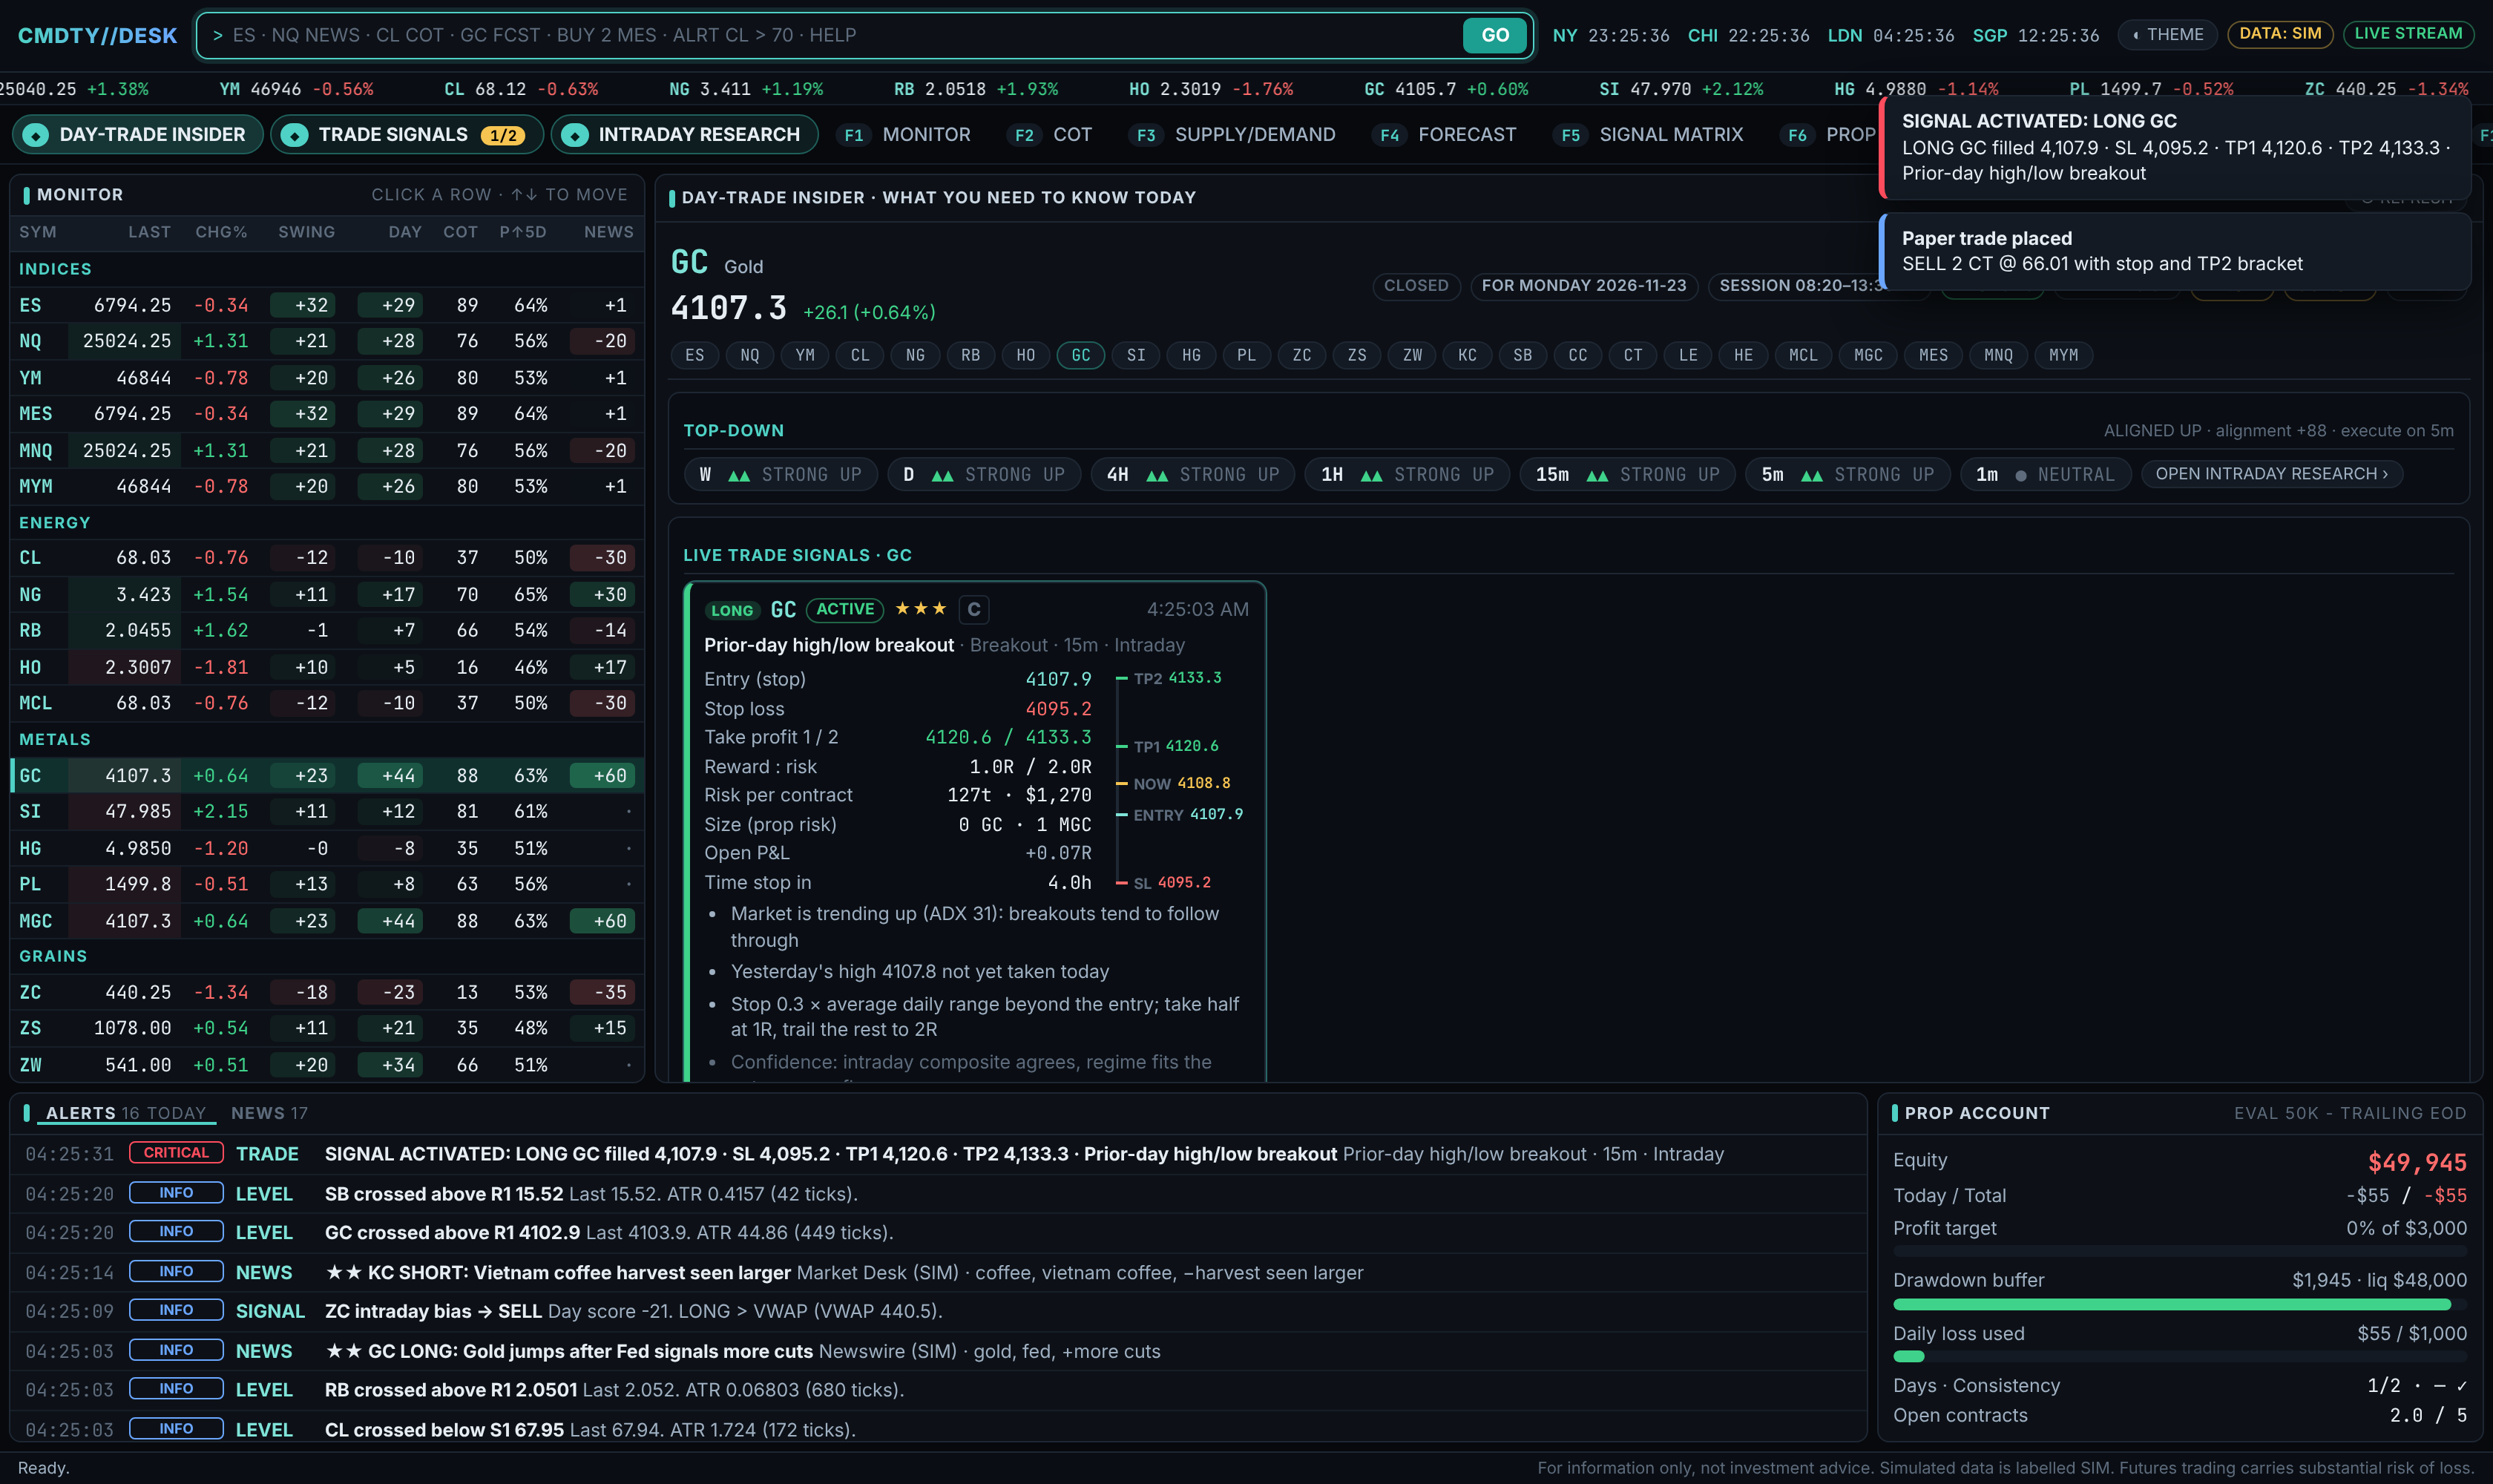 CMDTY//DESK
> ES · NQ NEWS · CL COT · GC FCST · BUY 2 MES · ALRT CL > 70 · HELP
GO
NY 23:25:36 CHI 22:25:36 LDN 04:25:36 SGP 12:25:36
THEME
DATA: SIM
LIVE STREAM
25040.25 +1.38% YM 46946 -0.56% CL 68.12 -0.63% NG 3.411 +1.19% RB 2.0518 +1.93% HO 2.3019 -1.76% GC 4105.7 +0.60% SI 47.970 +2.12% HG 4.9880 -1.14% PL 1499.7 -0.52% ZC 440.25 -1.34%
DAY-TRADE INSIDER
TRADE SIGNALS 1/2
INTRADAY RESEARCH
F1 MONITOR F2 COT F3 SUPPLY/DEMAND F4 FORECAST F5 SIGNAL MATRIX F6 PROP
SIGNAL ACTIVATED: LONG GC
LONG GC filled 4,107.9 · SL 4,095.2 · TP1 4,120.6 · TP2 4,133.3 ·
Prior-day high/low breakout
Paper trade placed
SELL 2 CT @ 66.01 with stop and TP2 bracket
MONITOR CLICK A ROW · ↑↓ TO MOVE
SYM LAST CHG% SWING DAY COT P↑5D NEWS
INDICES
ES 6794.25 -0.34 +32 +29 89 64% +1
NQ 25024.25 +1.31 +21 +28 76 56% -20
YM 46844 -0.78 +20 +26 80 53% +1
MES 6794.25 -0.34 +32 +29 89 64% +1
MNQ 25024.25 +1.31 +21 +28 76 56% -20
MYM 46844 -0.78 +20 +26 80 53% +1
ENERGY
CL 68.03 -0.76 -12 -10 37 50% -30
NG 3.423 +1.54 +11 +17 70 65% +30
RB 2.0455 +1.62 -1 +7 66 54% -14
HO 2.3007 -1.81 +10 +5 16 46% +17
MCL 68.03 -0.76 -12 -10 37 50% -30
METALS
GC 4107.3 +0.64 +23 +44 88 63% +60
SI 47.985 +2.15 +11 +12 81 61% ·
HG 4.9850 -1.20 -0 -8 35 51% ·
PL 1499.8 -0.51 +13 +8 63 56% ·
MGC 4107.3 +0.64 +23 +44 88 63% +60
GRAINS
ZC 440.25 -1.34 -18 -23 13 53% -35
ZS 1078.00 +0.54 +11 +21 35 48% +15
ZW 541.00 +0.51 +20 +34 66 51% ·
DAY-TRADE INSIDER · WHAT YOU NEED TO KNOW TODAY
GC Gold
4107.3 +26.1 (+0.64%)
CLOSED
FOR MONDAY 2026-11-23
SESSION 08:20–13:3
ES NQ YM CL NG RB HO GC SI HG PL ZC ZS ZW KC SB CC CT LE HE MCL MGC MES MNQ MYM
TOP-DOWN
ALIGNED UP · alignment +88 · execute on 5m
W ▲▲ STRONG UP D ▲▲ STRONG UP 4H ▲▲ STRONG UP 1H ▲▲ STRONG UP 15m ▲▲ STRONG UP 5m ▲▲ STRONG UP 1m ● NEUTRAL OPEN INTRADAY RESEARCH ›
LIVE TRADE SIGNALS · GC
LONG GC ACTIVE ★★★ C 4:25:03 AM
Prior-day high/low breakout · Breakout · 15m · Intraday
Entry (stop) 4107.9
Stop loss 4095.2
Take profit 1 / 2 4120.6 / 4133.3
Reward : risk 1.0R / 2.0R
Risk per contract 127t · $1,270
Size (prop risk) 0 GC · 1 MGC
Open P&L +0.07R
Time stop in 4.0h
TP2 4133.3
TP1 4120.6
NOW 4108.8
ENTRY 4107.9
SL 4095.2
• Market is trending up (ADX 31): breakouts tend to follow
through
• Yesterday's high 4107.8 not yet taken today
• Stop 0.3 × average daily range beyond the entry; take half
at 1R, trail the rest to 2R
• Confidence: intraday composite agrees, regime fits the
ALERTS 16 TODAY NEWS 17
04:25:31 CRITICAL TRADE SIGNAL ACTIVATED: LONG GC filled 4,107.9 · SL 4,095.2 · TP1 4,120.6 · TP2 4,133.3 · Prior-day high/low breakout Prior-day high/low breakout · 15m · Intraday
04:25:20 INFO LEVEL SB crossed above R1 15.52 Last 15.52. ATR 0.4157 (42 ticks).
04:25:20 INFO LEVEL GC crossed above R1 4102.9 Last 4103.9. ATR 44.86 (449 ticks).
04:25:14 INFO NEWS ★★ KC SHORT: Vietnam coffee harvest seen larger Market Desk (SIM) · coffee, vietnam coffee, −harvest seen larger
04:25:09 INFO SIGNAL ZC intraday bias → SELL Day score -21. LONG > VWAP (VWAP 440.5).
04:25:03 INFO NEWS ★★ GC LONG: Gold jumps after Fed signals more cuts Newswire (SIM) · gold, fed, +more cuts
04:25:03 INFO LEVEL RB crossed above R1 2.0501 Last 2.052. ATR 0.06803 (680 ticks).
04:25:03 INFO LEVEL CL crossed below S1 67.95 Last 67.94. ATR 1.724 (172 ticks).
PROP ACCOUNT EVAL 50K - TRAILING EOD
Equity $49,945
Today / Total -$55 / -$55
Profit target 0% of $3,000
Drawdown buffer $1,945 · liq $48,000
Daily loss used $55 / $1,000
Days · Consistency 1/2 · — ✓
Open contracts 2.0 / 5
Ready.
For information only, not investment advice. Simulated data is labelled SIM. Futures trading carries substantial risk of loss.